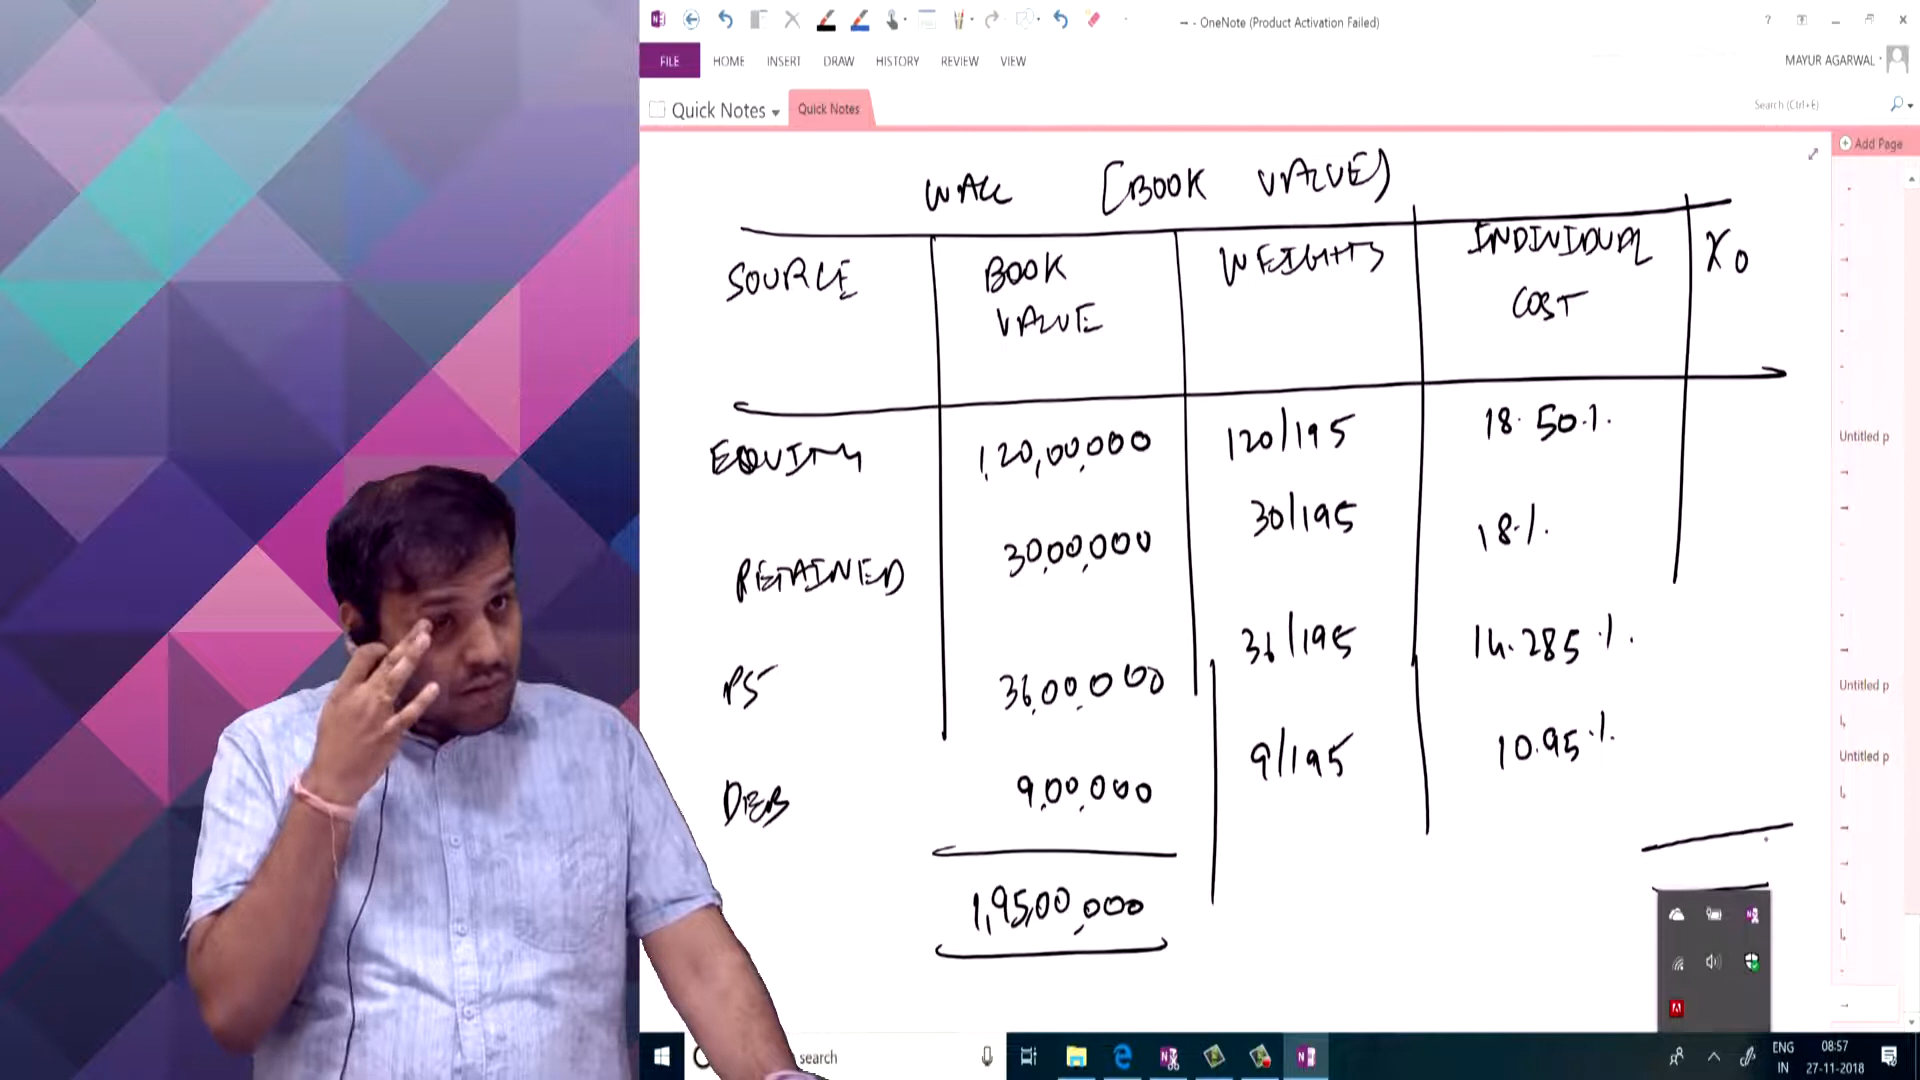 - OneNote (Product Activation Failed)
?
FILE HOME INSERT DRAW HISTORY REVIEW VIEW
MAYUR AGARWAL
Quick Notes
Quick Notes
Search (Ctrl+E)
Add Page
WACC [BOOK VALUE)
SOURCE
BOOK VALUE
WEIGHTS
INDIVIDUAL COST
K0
EQUITY 1,20,00,000 120/195 18.50%.
RETAINED 30,00,000 30/195 18%.
PS 36,00,000 36/195 14.285%.
DEB 9,00,000 9/195 10.95%.
1,95,00,000
Untitled p
Untitled p
Untitled p
search
ENG
IN
08:57
27-11-2018